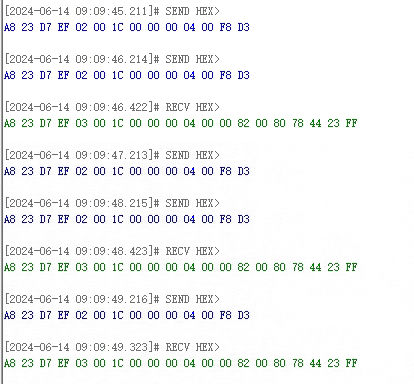 [2024-06-14 09:09:45.211]# SEND HEX>
A8 23 D7 EF 02 00 1C 00 00 00 04 00 F8 D3
[2024-06-14 09:09:46.214]# SEND HEX>
A8 23 D7 EF 02 00 1C 00 00 00 04 00 F8 D3
[2024-06-14 09:09:46.422]# RECV HEX>
A8 23 D7 EF 03 00 1C 00 00 00 04 00 00 82 00 80 78 44 23 FF
[2024-06-14 09:09:47.213]# SEND HEX>
A8 23 D7 EF 02 00 1C 00 00 00 04 00 F8 D3
[2024-06-14 09:09:48.215]# SEND HEX>
A8 23 D7 EF 02 00 1C 00 00 00 04 00 F8 D3
[2024-06-14 09:09:48.423]# RECV HEX>
A8 23 D7 EF 03 00 1C 00 00 00 04 00 00 82 00 80 78 44 23 FF
[2024-06-14 09:09:49.216]# SEND HEX>
A8 23 D7 EF 02 00 1C 00 00 00 04 00 F8 D3
[2024-06-14 09:09:49.323]# RECV HEX>
A8 23 D7 EF 03 00 1C 00 00 00 04 00 00 82 00 80 78 44 23 FF